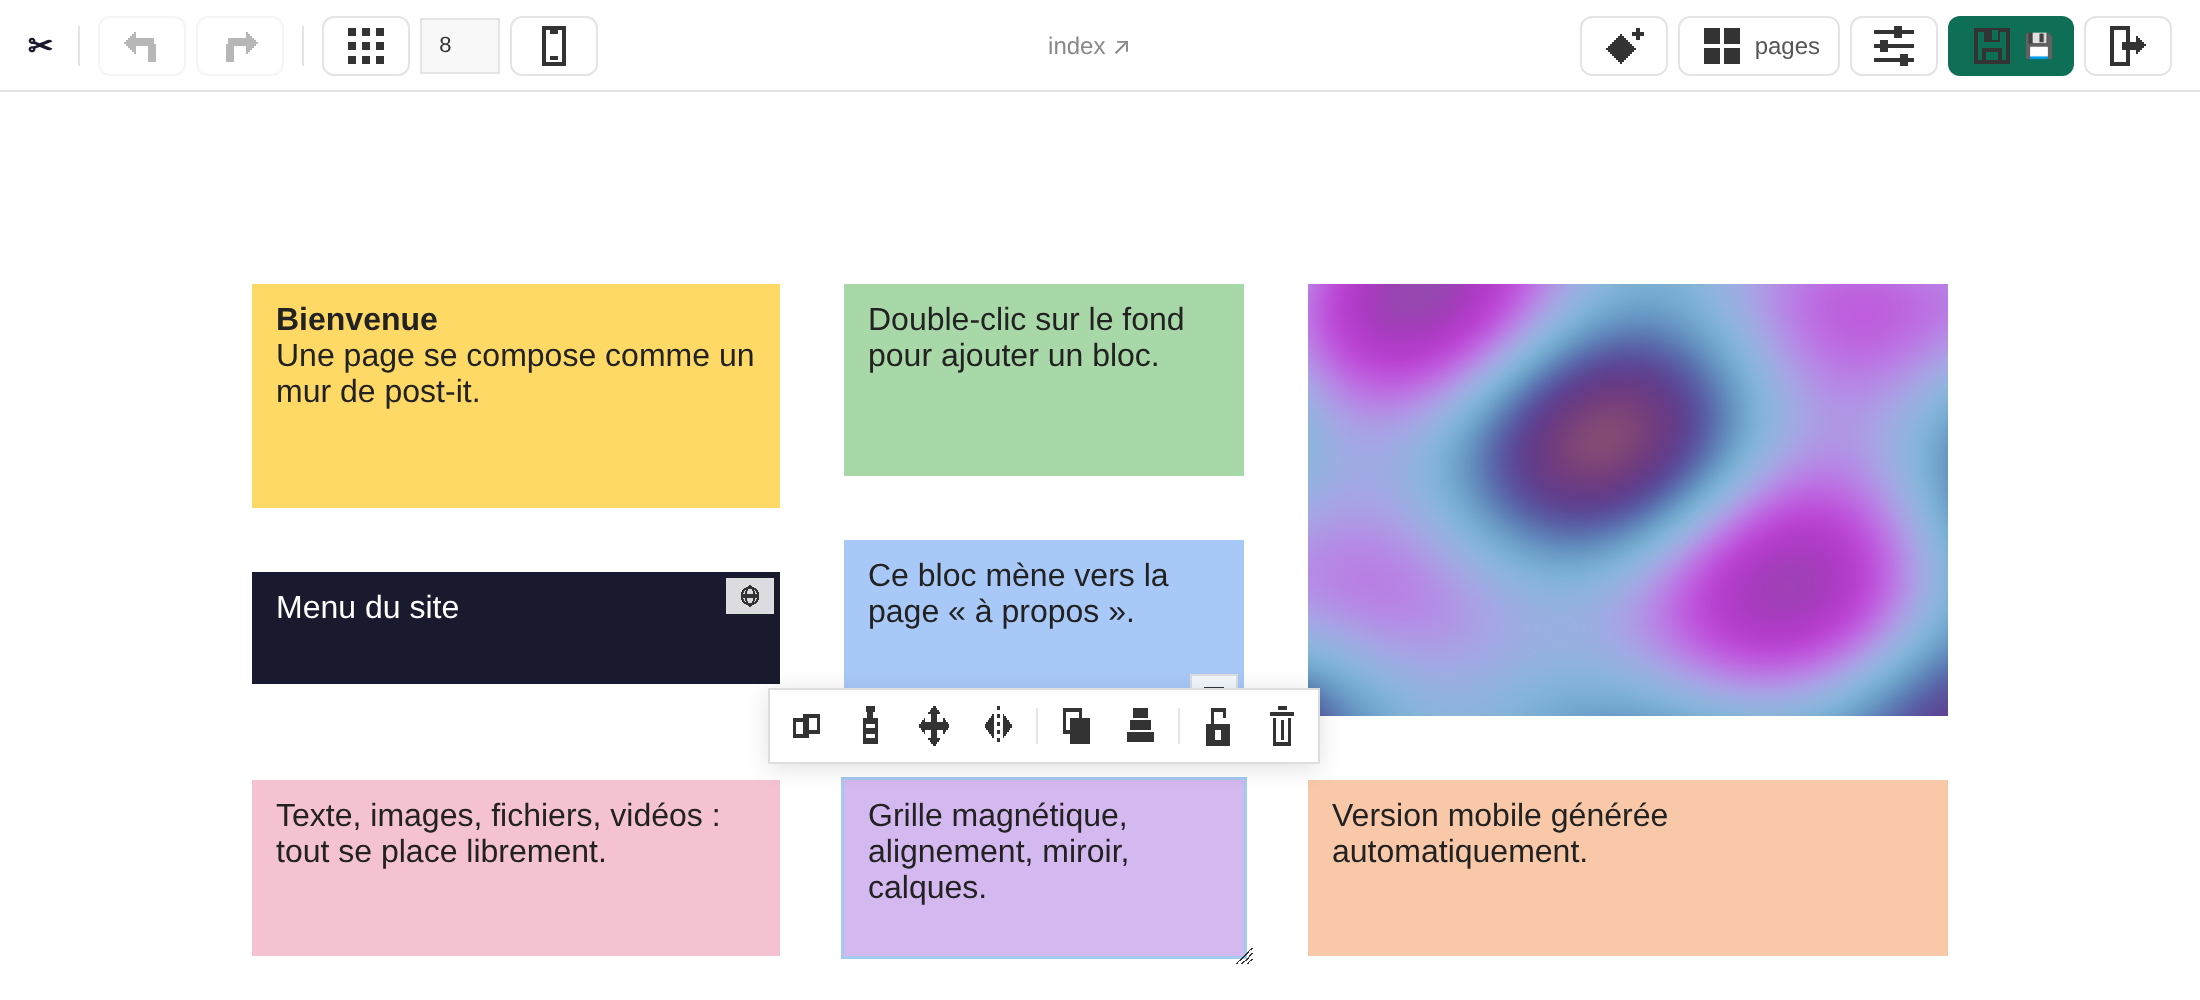 8
index ↗
pages
Bienvenue
Une page se compose comme un
mur de post-it.
Double-clic sur le fond
pour ajouter un bloc.
Menu du site
Ce bloc mène vers la
page « à propos ».
Texte, images, fichiers, vidéos :
tout se place librement.
Grille magnétique,
alignement, miroir,
calques.
Version mobile générée
automatiquement.